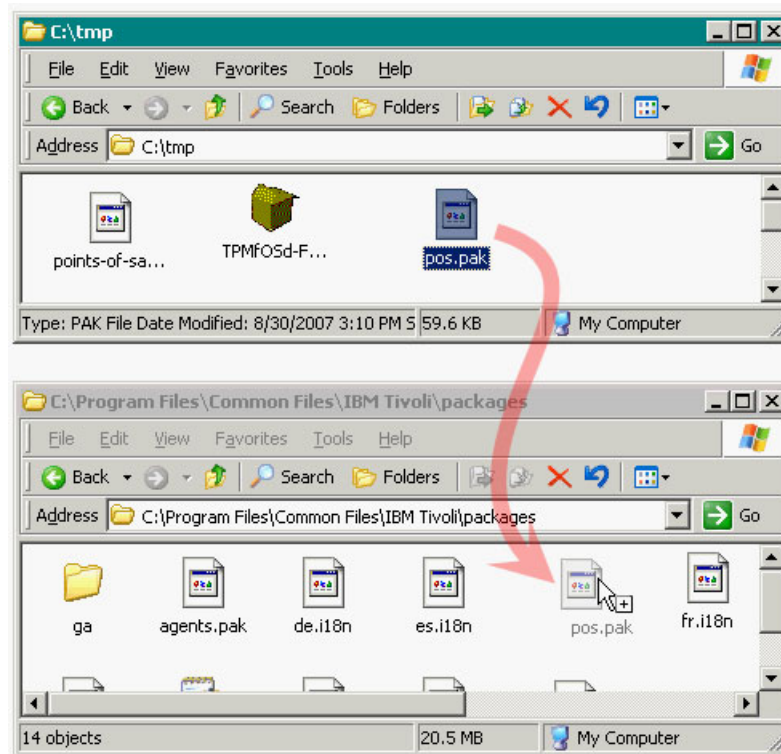 C:\tmp
File Edit View Favorites Tools Help
Back Search Folders
Address C:\tmp Go
points-of-sa... TPMfOSd-F... pos.pak
Type: PAK File Date Modified: 8/30/2007 3:10 PM S 59.6 KB My Computer
C:\Program Files\Common Files\IBM Tivoli\packages
File Edit View Favorites Tools Help
Back Search Folders
Address C:\Program Files\Common Files\IBM Tivoli\packages Go
ga agents.pak de.i18n es.i18n pos.pak fr.i18n
14 objects 20.5 MB My Computer